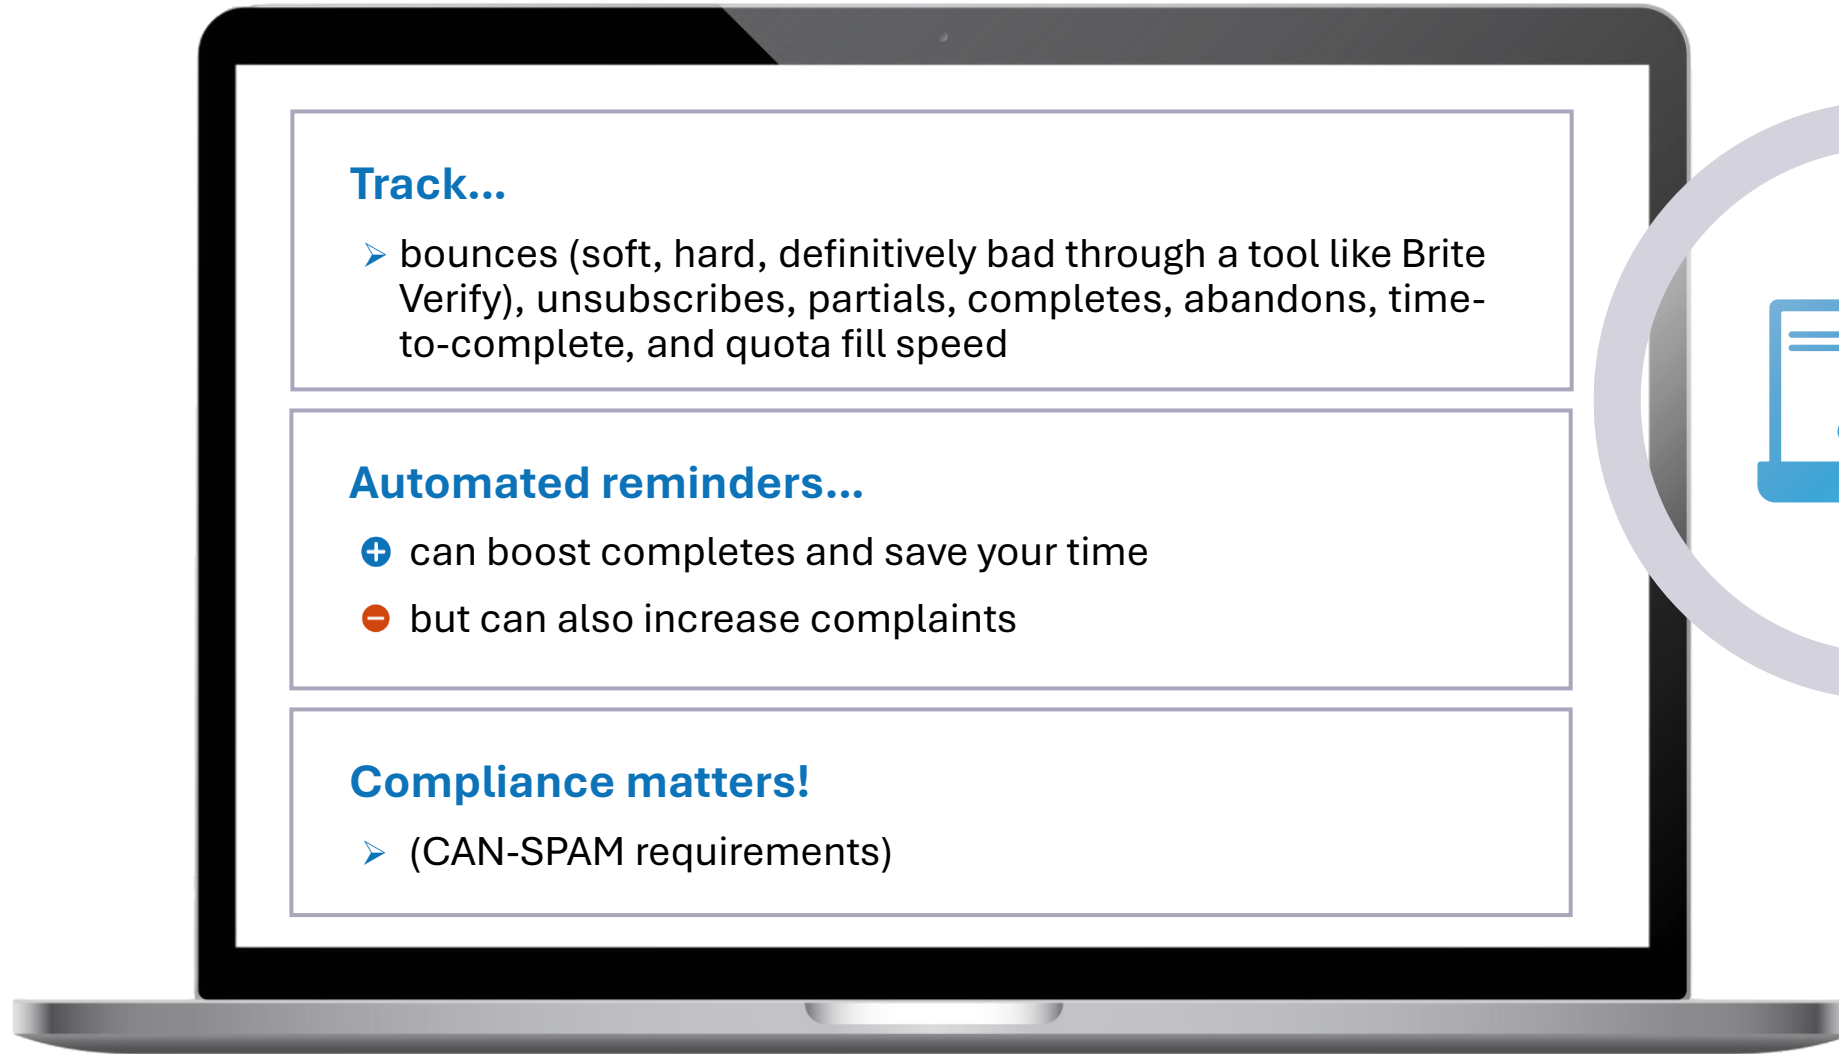 Track...
bounces (soft, hard, definitively bad through a tool like Brite
Verify), unsubscribes, partials, completes, abandons, time-
to-complete, and quota fill speed
Automated reminders...
can boost completes and save your time
but can also increase complaints
Compliance matters!
(CAN-SPAM requirements)